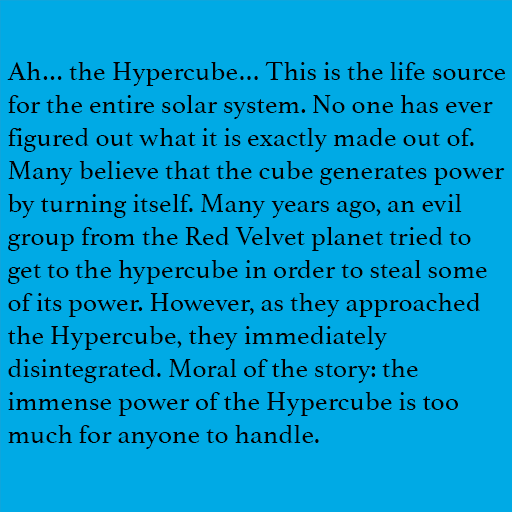 Ah... the Hypercube... This is the life source
for the entire solar system. No one has ever
figured out what it is exactly made out of.
Many believe that the cube generates power
by turning itself. Many years ago, an evil
group from the Red Velvet planet tried to
get to the hypercube in order to steal some
of its power. However, as they approached
the Hypercube, they immediately
disintegrated. Moral of the story: the
immense power of the Hypercube is too
much for anyone to handle.